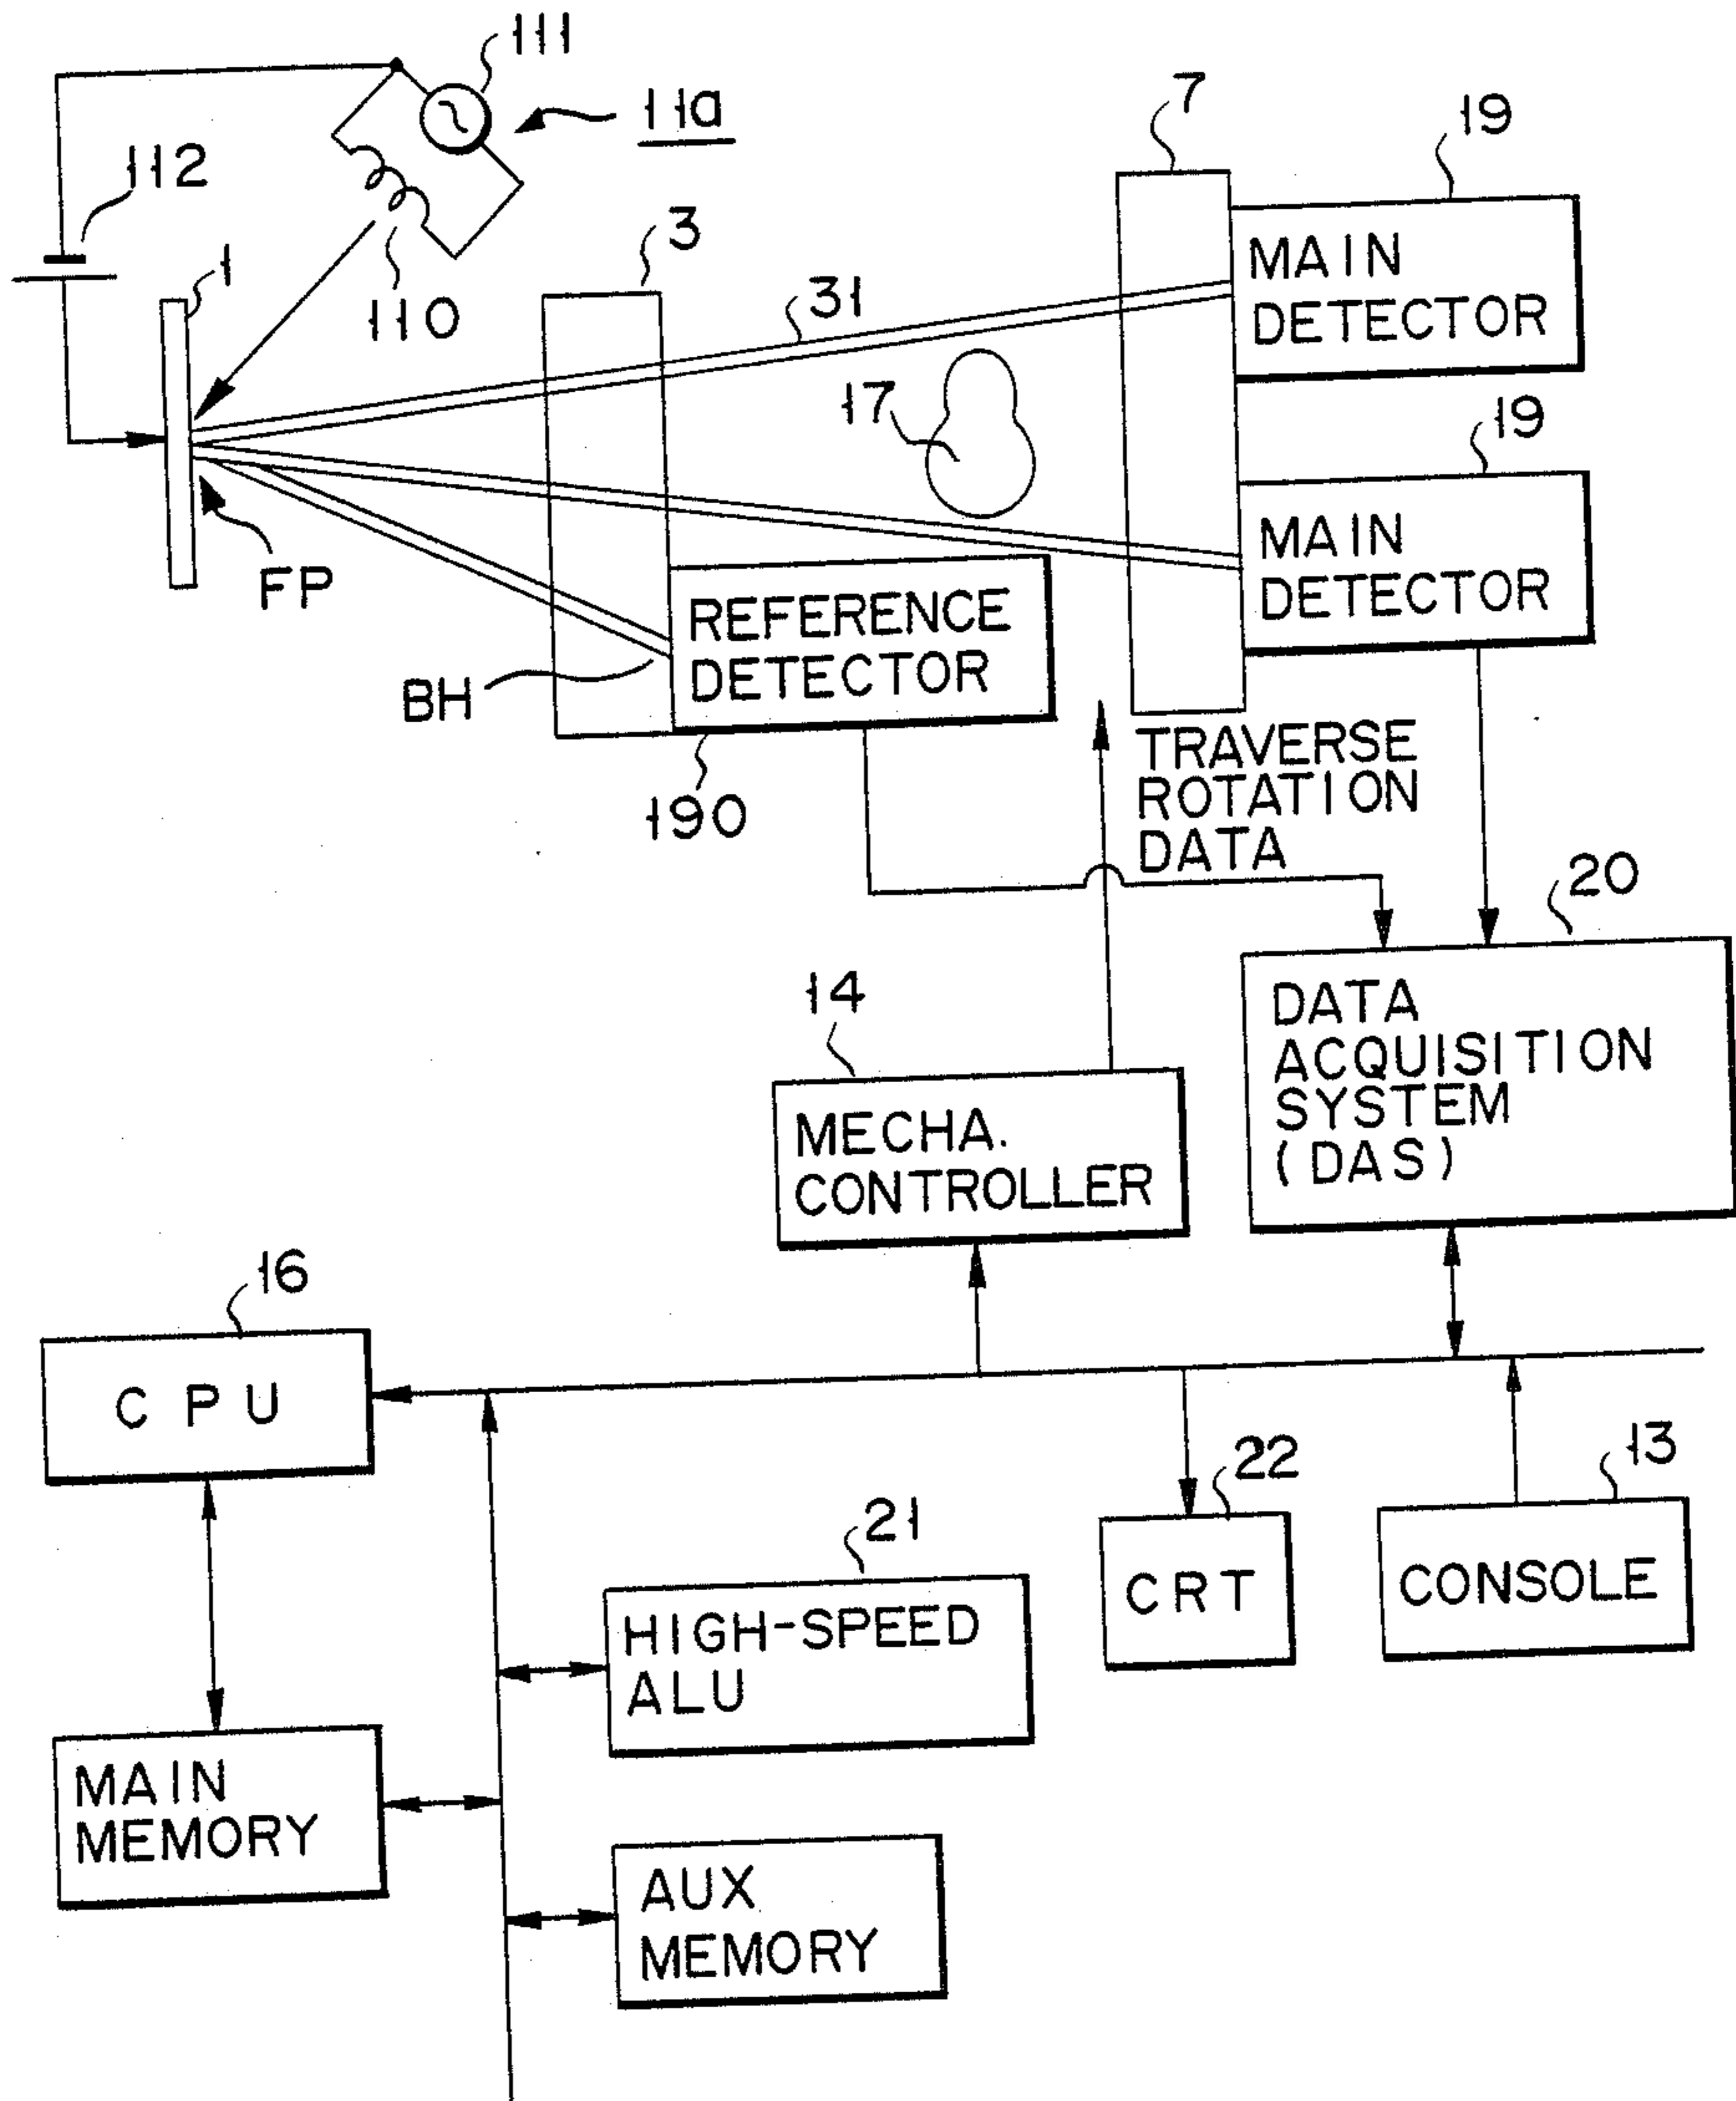 111
11a
7
19
112
1
3
MAIN
DETECTOR
110
31
17
19
MAIN
DETECTOR
FP
REFERENCE
DETECTOR
BH
190
TRAVERSE
ROTATION
DATA
20
14
DATA
ACQUISITION
SYSTEM
(DAS)
MECHA.
CONTROLLER
16
CPU
22
13
21
CRT
CONSOLE
HIGH-SPEED
ALU
MAIN
MEMORY
AUX
MEMORY